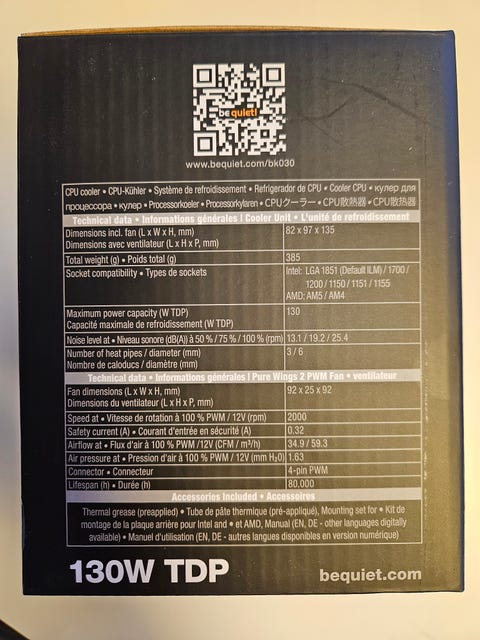 be quiet!
www.bequiet.com/bk030
CPU cooler • CPU-Kühler • Système de refroidissement • Refrigerador de CPU • Cooler CPU • кулер для
процессора • кулер • Processorkoeler • Processorkylaren • CPUクーラー • CPU散熱器 • CPU散热器
Technical data • Informations générales | Cooler Unit • L'unité de refroidissement
Dimensions incl. fan (L x W x H, mm) 82 x 97 x 135
Dimensions avec ventilateur (L x H x P, mm)
Total weight (g) • Poids total (g) 385
Socket compatibility • Types de sockets Intel: LGA 1851 (Default ILM) / 1700 /
1200 / 1150 / 1151 / 1155
AMD: AM5 / AM4
Maximum power capacity (W TDP) 130
Capacité maximale de refroidissement (W TDP)
Noise level at • Niveau sonore (dB(A)) à 50 % / 75 % / 100 % (rpm) 13.1 / 19.2 / 25.4
Number of heat pipes / diameter (mm) 3 / 6
Nombre de caloducs / diamètre (mm)
Technical data • Informations générales | Pure Wings 2 PWM Fan • ventilateur
Fan dimensions (L x W x H, mm) 92 x 25 x 92
Dimensions du ventilateur (L x H x P, mm)
Speed at • Vitesse de rotation à 100 % PWM / 12V (rpm) 2000
Safety current (A) • Courant d'entrée en sécurité (A) 0.32
Airflow at • Flux d'air à 100 % PWM /12V (CFM / m³/h) 34.9 / 59.3
Air pressure at • Pression d'air à 100 % PWM / 12V (mm H₂0) 1.63
Connector • Connecteur 4-pin PWM
Lifespan (h) • Durée (h) 80.000
Accessories Included • Accessoires
Thermal grease (preapplied) • Tube de pâte thermique (pré-appliqué), Mounting set for • Kit de
montage de la plaque arrière pour Intel and • et AMD, Manual (EN, DE - other languages digitally
available) • Manuel d'utilisation (EN, DE - autres langues disponibles en version numérique)
130W TDP
bequiet.com